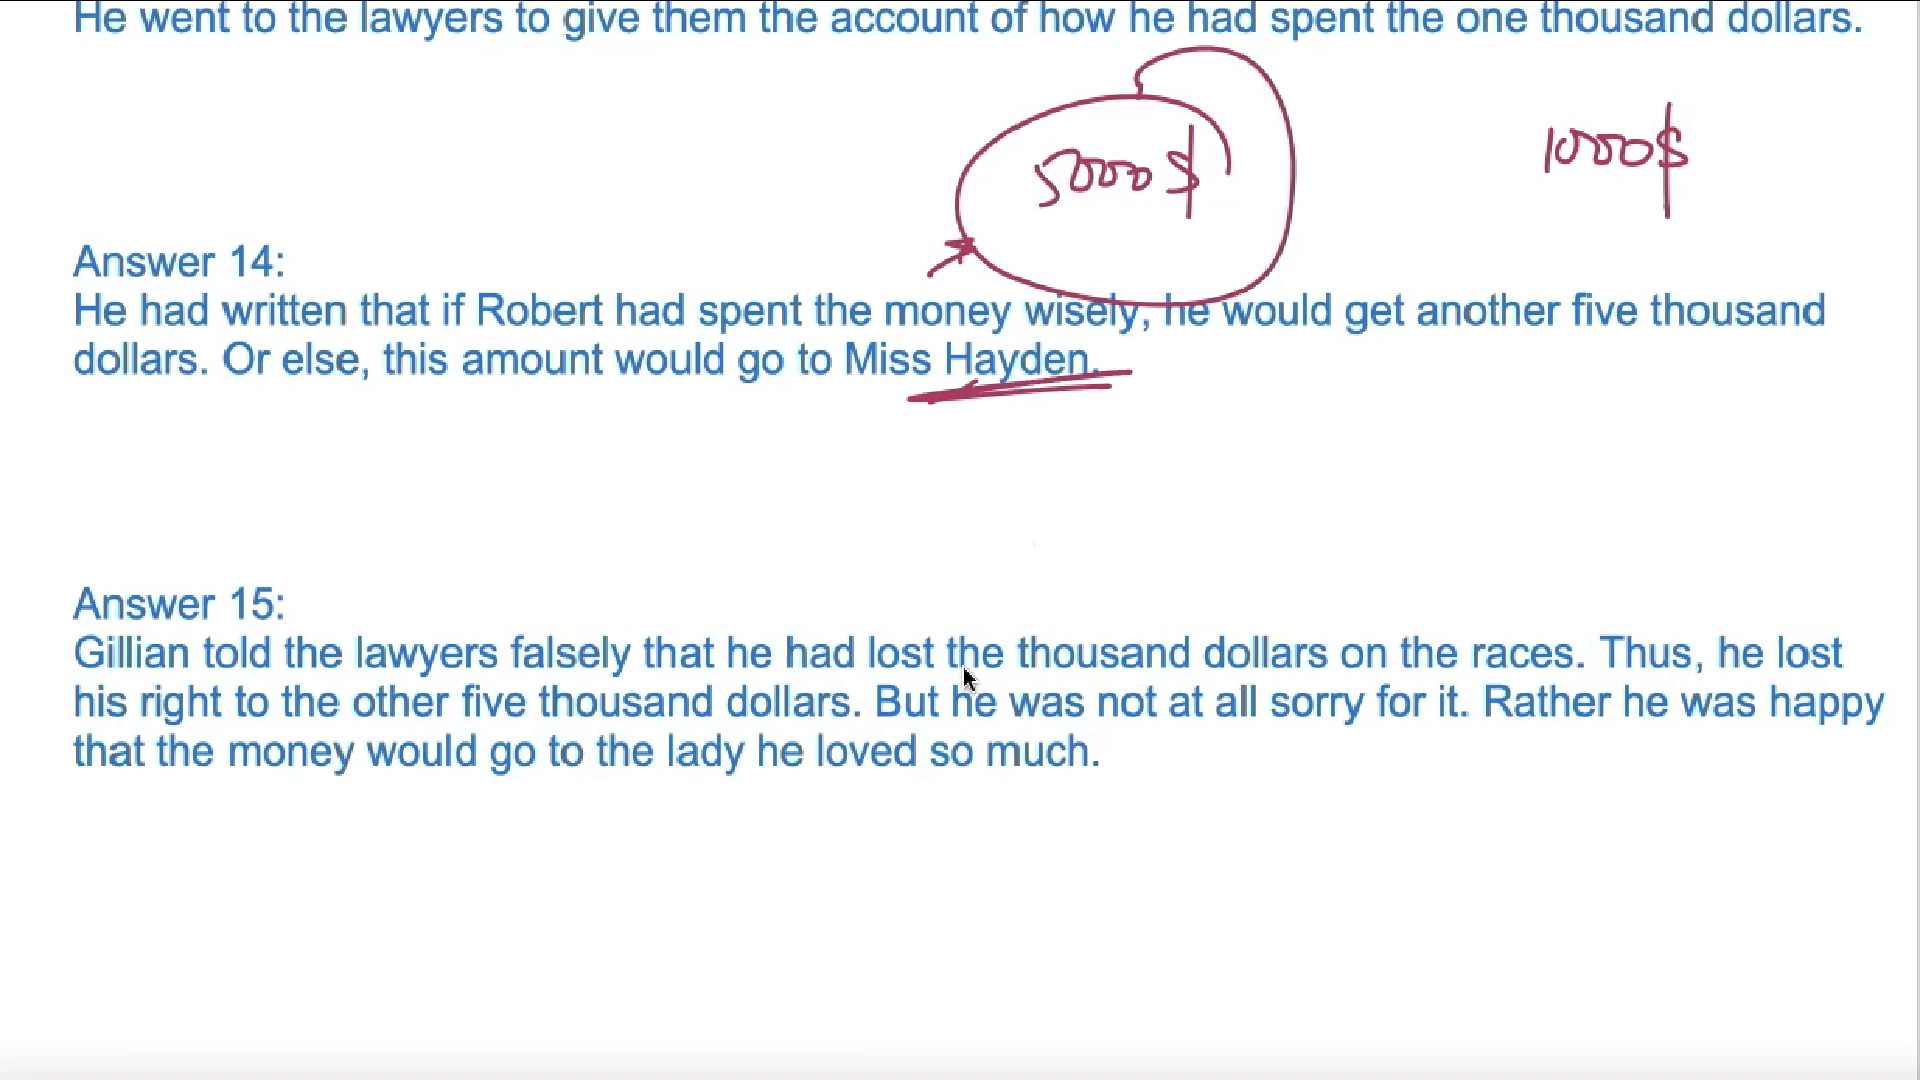 He went to the lawyers to give them the account of how he had spent the one thousand dollars.
5000 $
1000$
Answer 14:
He had written that if Robert had spent the money wisely, he would get another five thousand
dollars. Or else, this amount would go to Miss Hayden.
Answer 15:
Gillian told the lawyers falsely that he had lost the thousand dollars on the races. Thus, he lost
his right to the other five thousand dollars. But he was not at all sorry for it. Rather he was happy
that the money would go to the lady he loved so much.